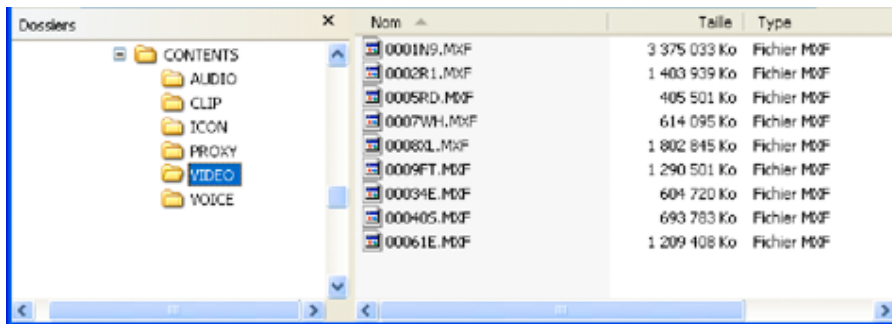 Dossiers
CONTENTS
AUDIO
CLIP
ICON
PROXY
VIDEO
VOICE
Nom Taille Type
0001N9.MXF 3 375 033 Ko Fichier MXF
0002R1.MXF 1 403 939 Ko Fichier MXF
0005RD.MXF 405 501 Ko Fichier MXF
0007WH.MXF 614 095 Ko Fichier MXF
0008XL.MXF 1 802 845 Ko Fichier MXF
0009FT.MXF 1 290 501 Ko Fichier MXF
00034E.MXF 604 720 Ko Fichier MXF
00040S.MXF 693 783 Ko Fichier MXF
00061E.MXF 1 209 408 Ko Fichier MXF